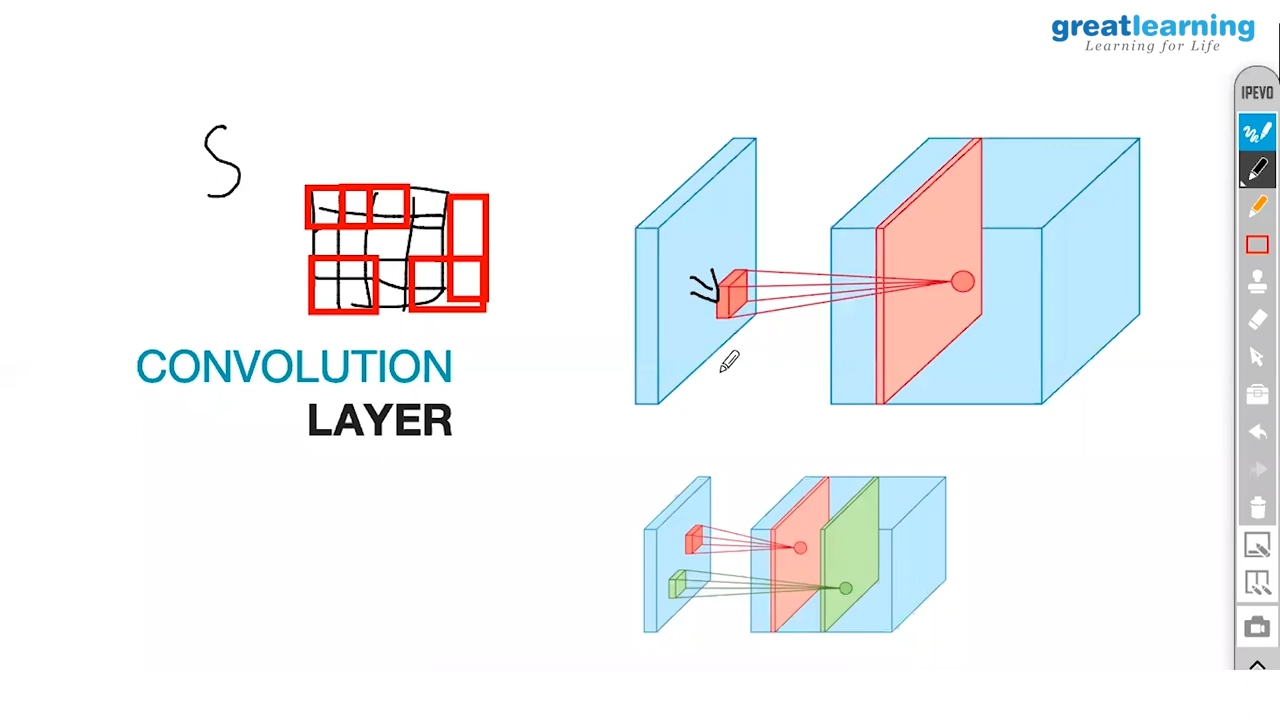 greatlearning
Learning for Life
IPEVO
S
CONVOLUTION
LAYER